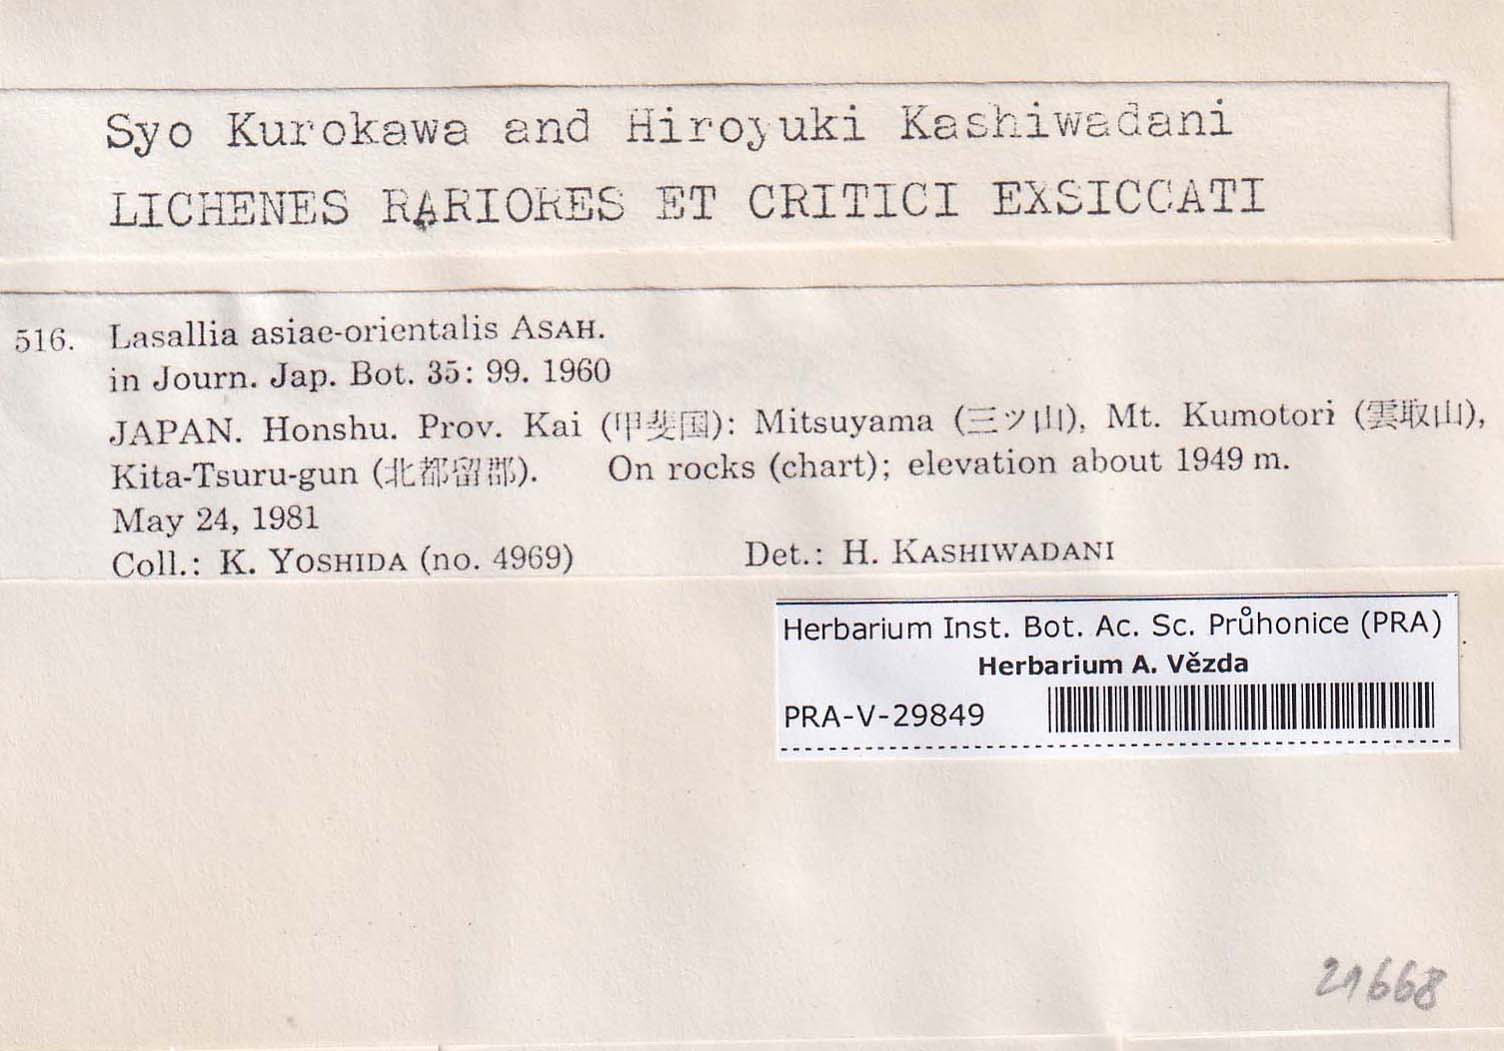 Syo Kurokawa and Hiroyuki Kashiwadani
LICHENES RARIORES ET CRITICI EXSICCATI
516. Lasallia asiae-orientalis ASAH.
in Journ. Jap. Bot. 35: 99. 1960
JAPAN. Honshu. Prov. Kai (甲斐国): Mitsuyama (三ツ山), Mt. Kumotori (雲取山),
Kita-Tsuru-gun (北都留郡). On rocks (chart); elevation about 1949 m.
May 24, 1981
Coll.: K. YOSHIDA (no. 4969) Det.: H. KASHIWADANI
Herbarium Inst. Bot. Ac. Sc. Průhonice (PRA)
Herbarium A. Vězda
PRA-V-29849
21668